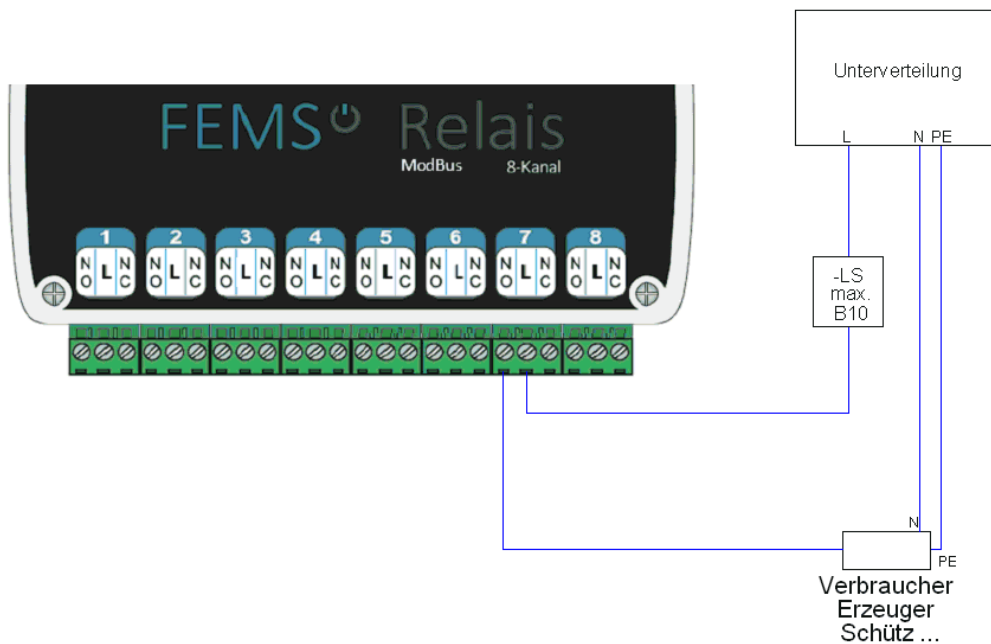 Unterverteilung
L N PE
FEMS Relais
ModBus 8-Kanal
1 2 3 4 5 6 7 8
NO L NC NO L NC NO L NC NO L NC NO L NC NO L NC NO L NC NO L NC
-LS
max.
B10
N
PE
Verbraucher
Erzeuger
Schütz ...